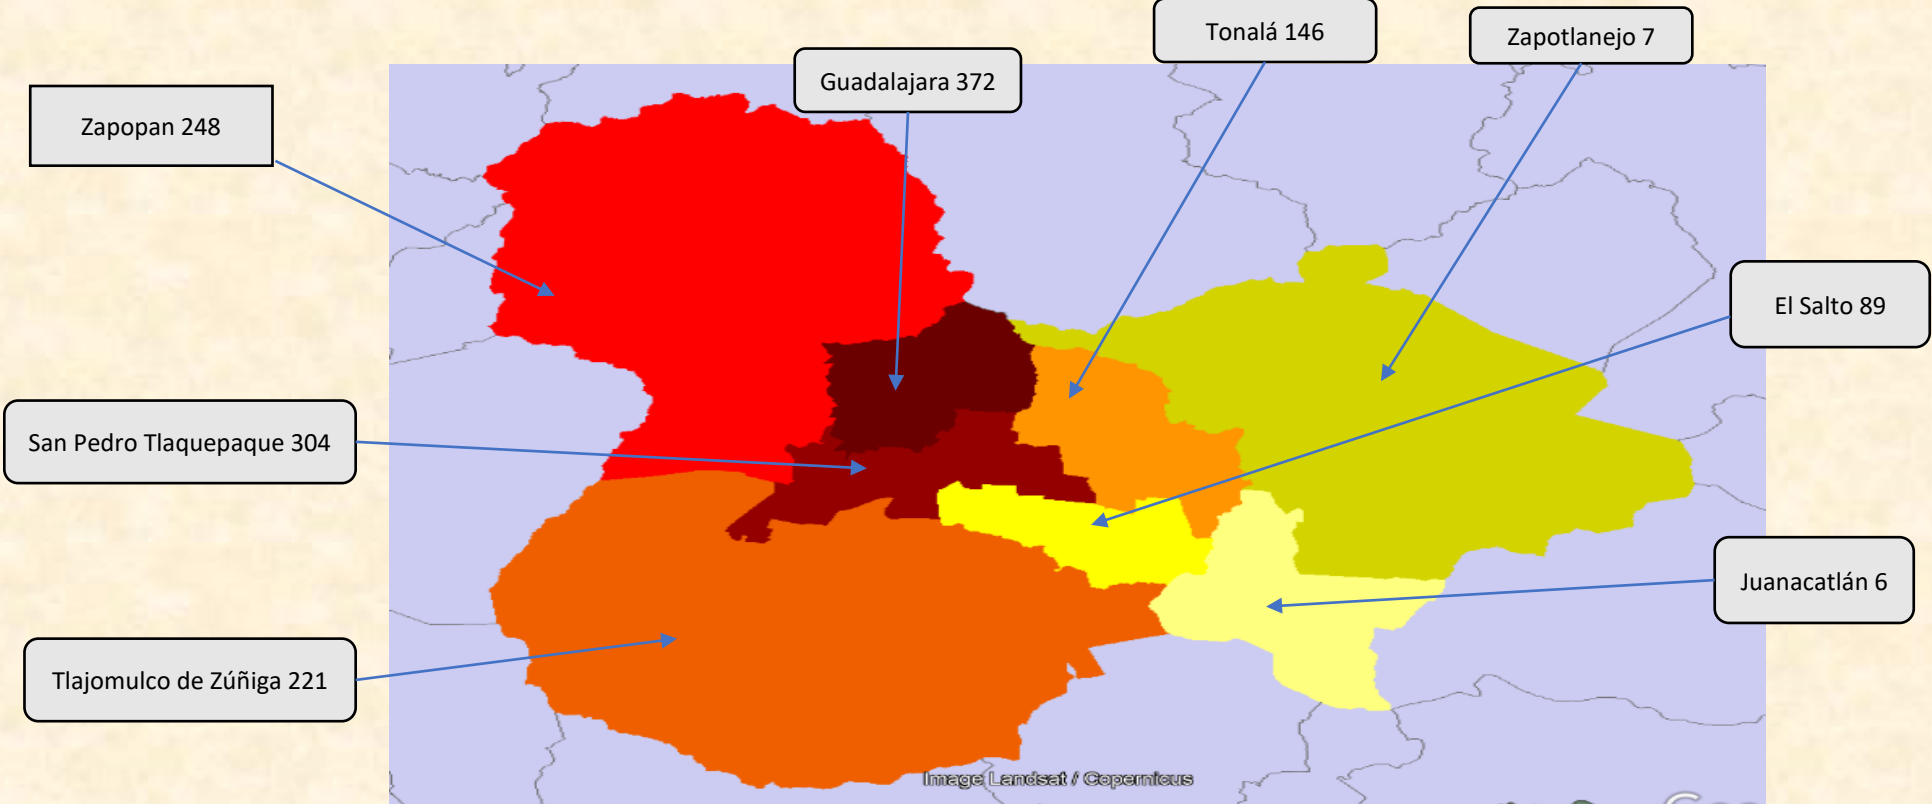 Tonalá 146
Zapotlanejo 7
Guadalajara 372
Zapopan 248
El Salto 89
San Pedro Tlaquepaque 304
Juanacatlán 6
Tlajomulco de Zúñiga 221
Image Landsat / Copernicus